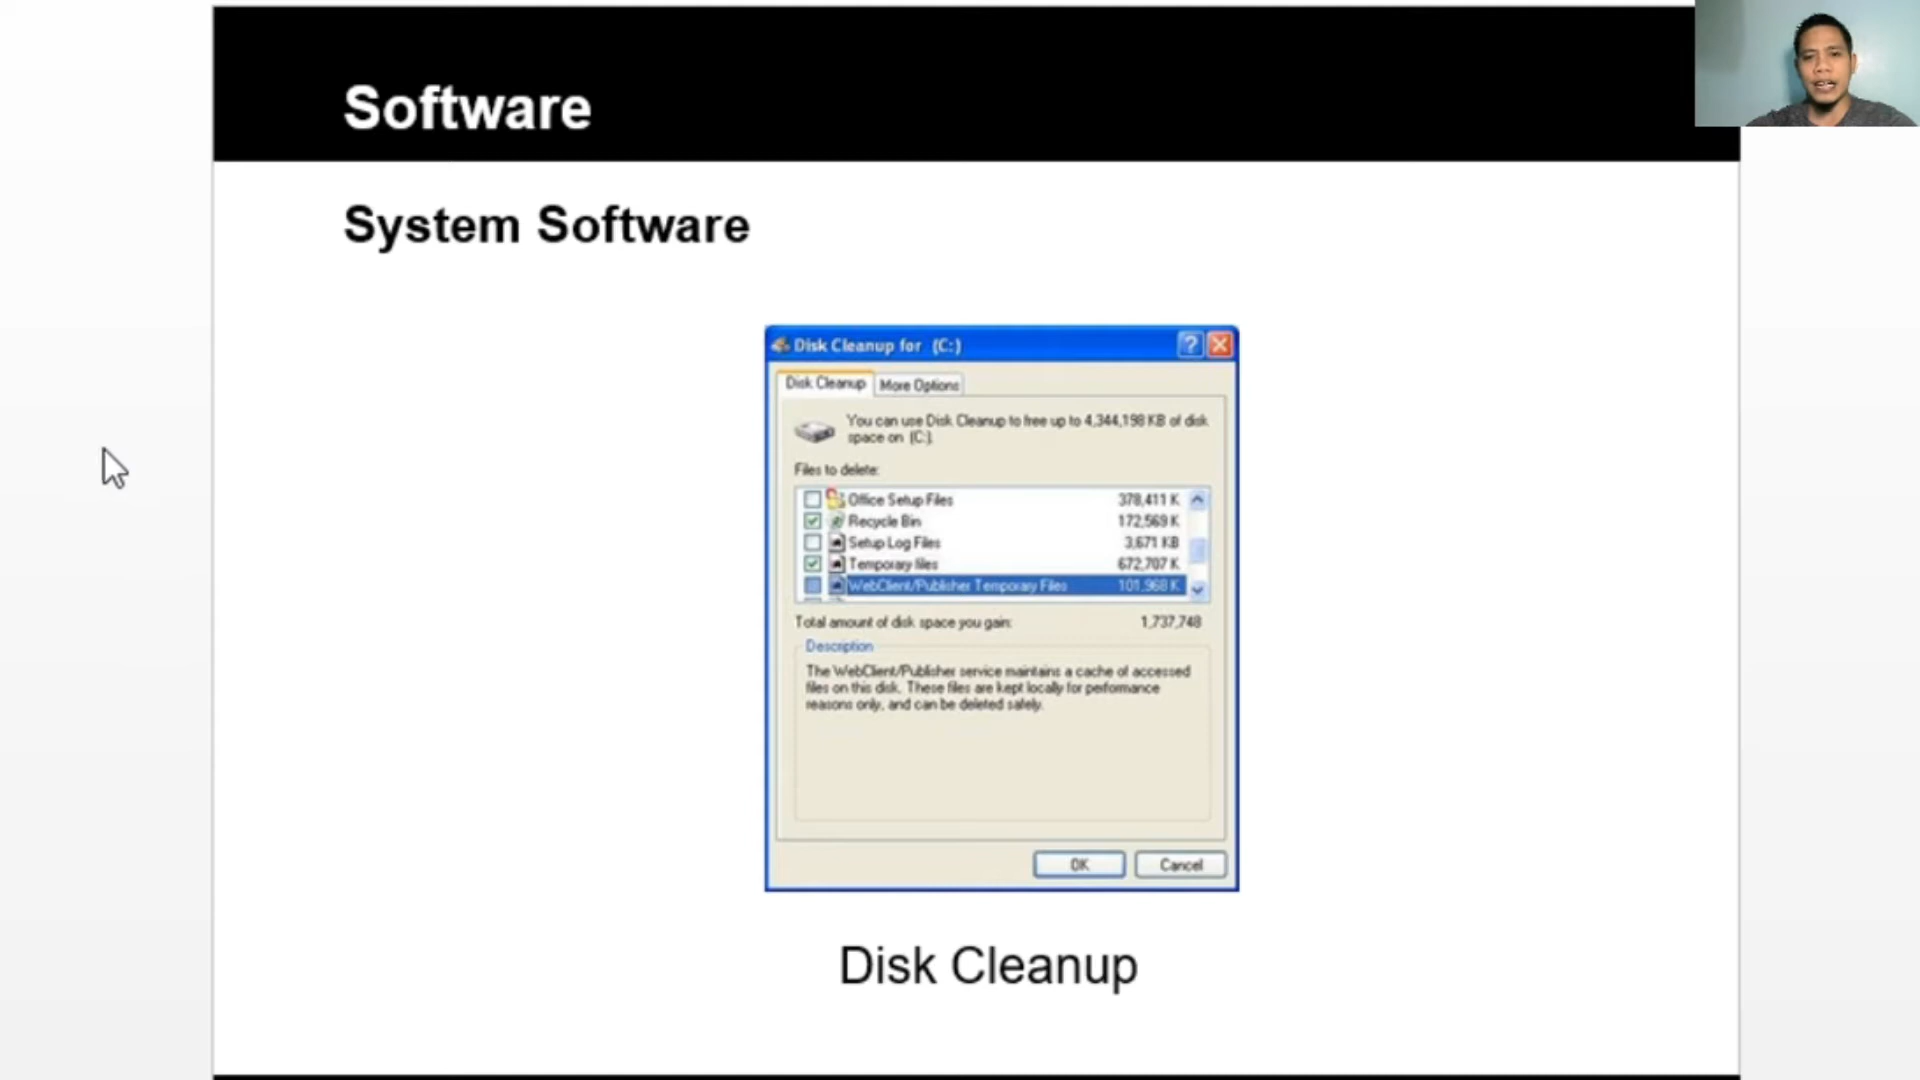 Software
System Software
Disk Cleanup for (C:)
Disk Cleanup
More Options
You can use Disk Cleanup to free up to 4,344,198 KB of disk
space on (C:).
Files to delete:
Office Setup Files 378,411 K
Recycle Bin 172,569 K
Setup Log Files 3,671 KB
Temporary files 672,707 K
WebClient/Publisher Temporary Files 101,968 K
Total amount of disk space you gain: 1,737,748
Description
The WebClient/Publisher service maintains a cache of accessed
files on this disk. These files are kept locally for performance
reasons only, and can be deleted safely.
OK
Cancel
Disk Cleanup